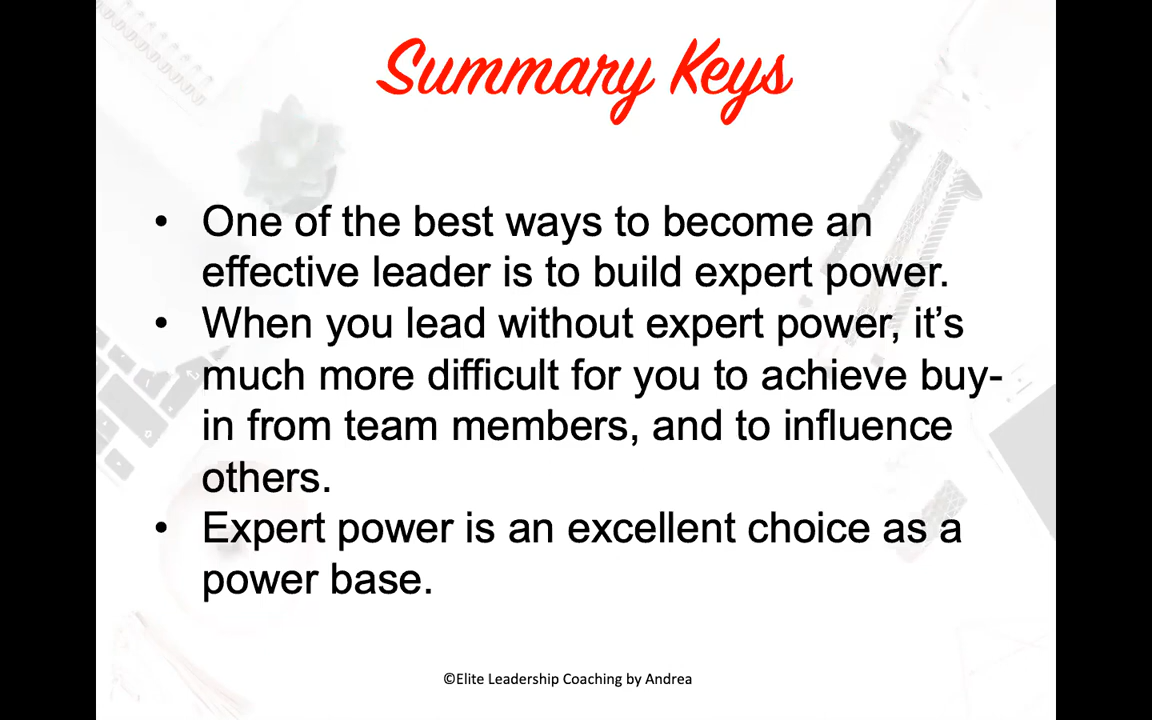 Summary Keys
• One of the best ways to become an
effective leader is to build expert power.
• When you lead without expert power, it’s
much more difficult for you to achieve buy-
in from team members, and to influence
others.
• Expert power is an excellent choice as a
power base.
©Elite Leadership Coaching by Andrea